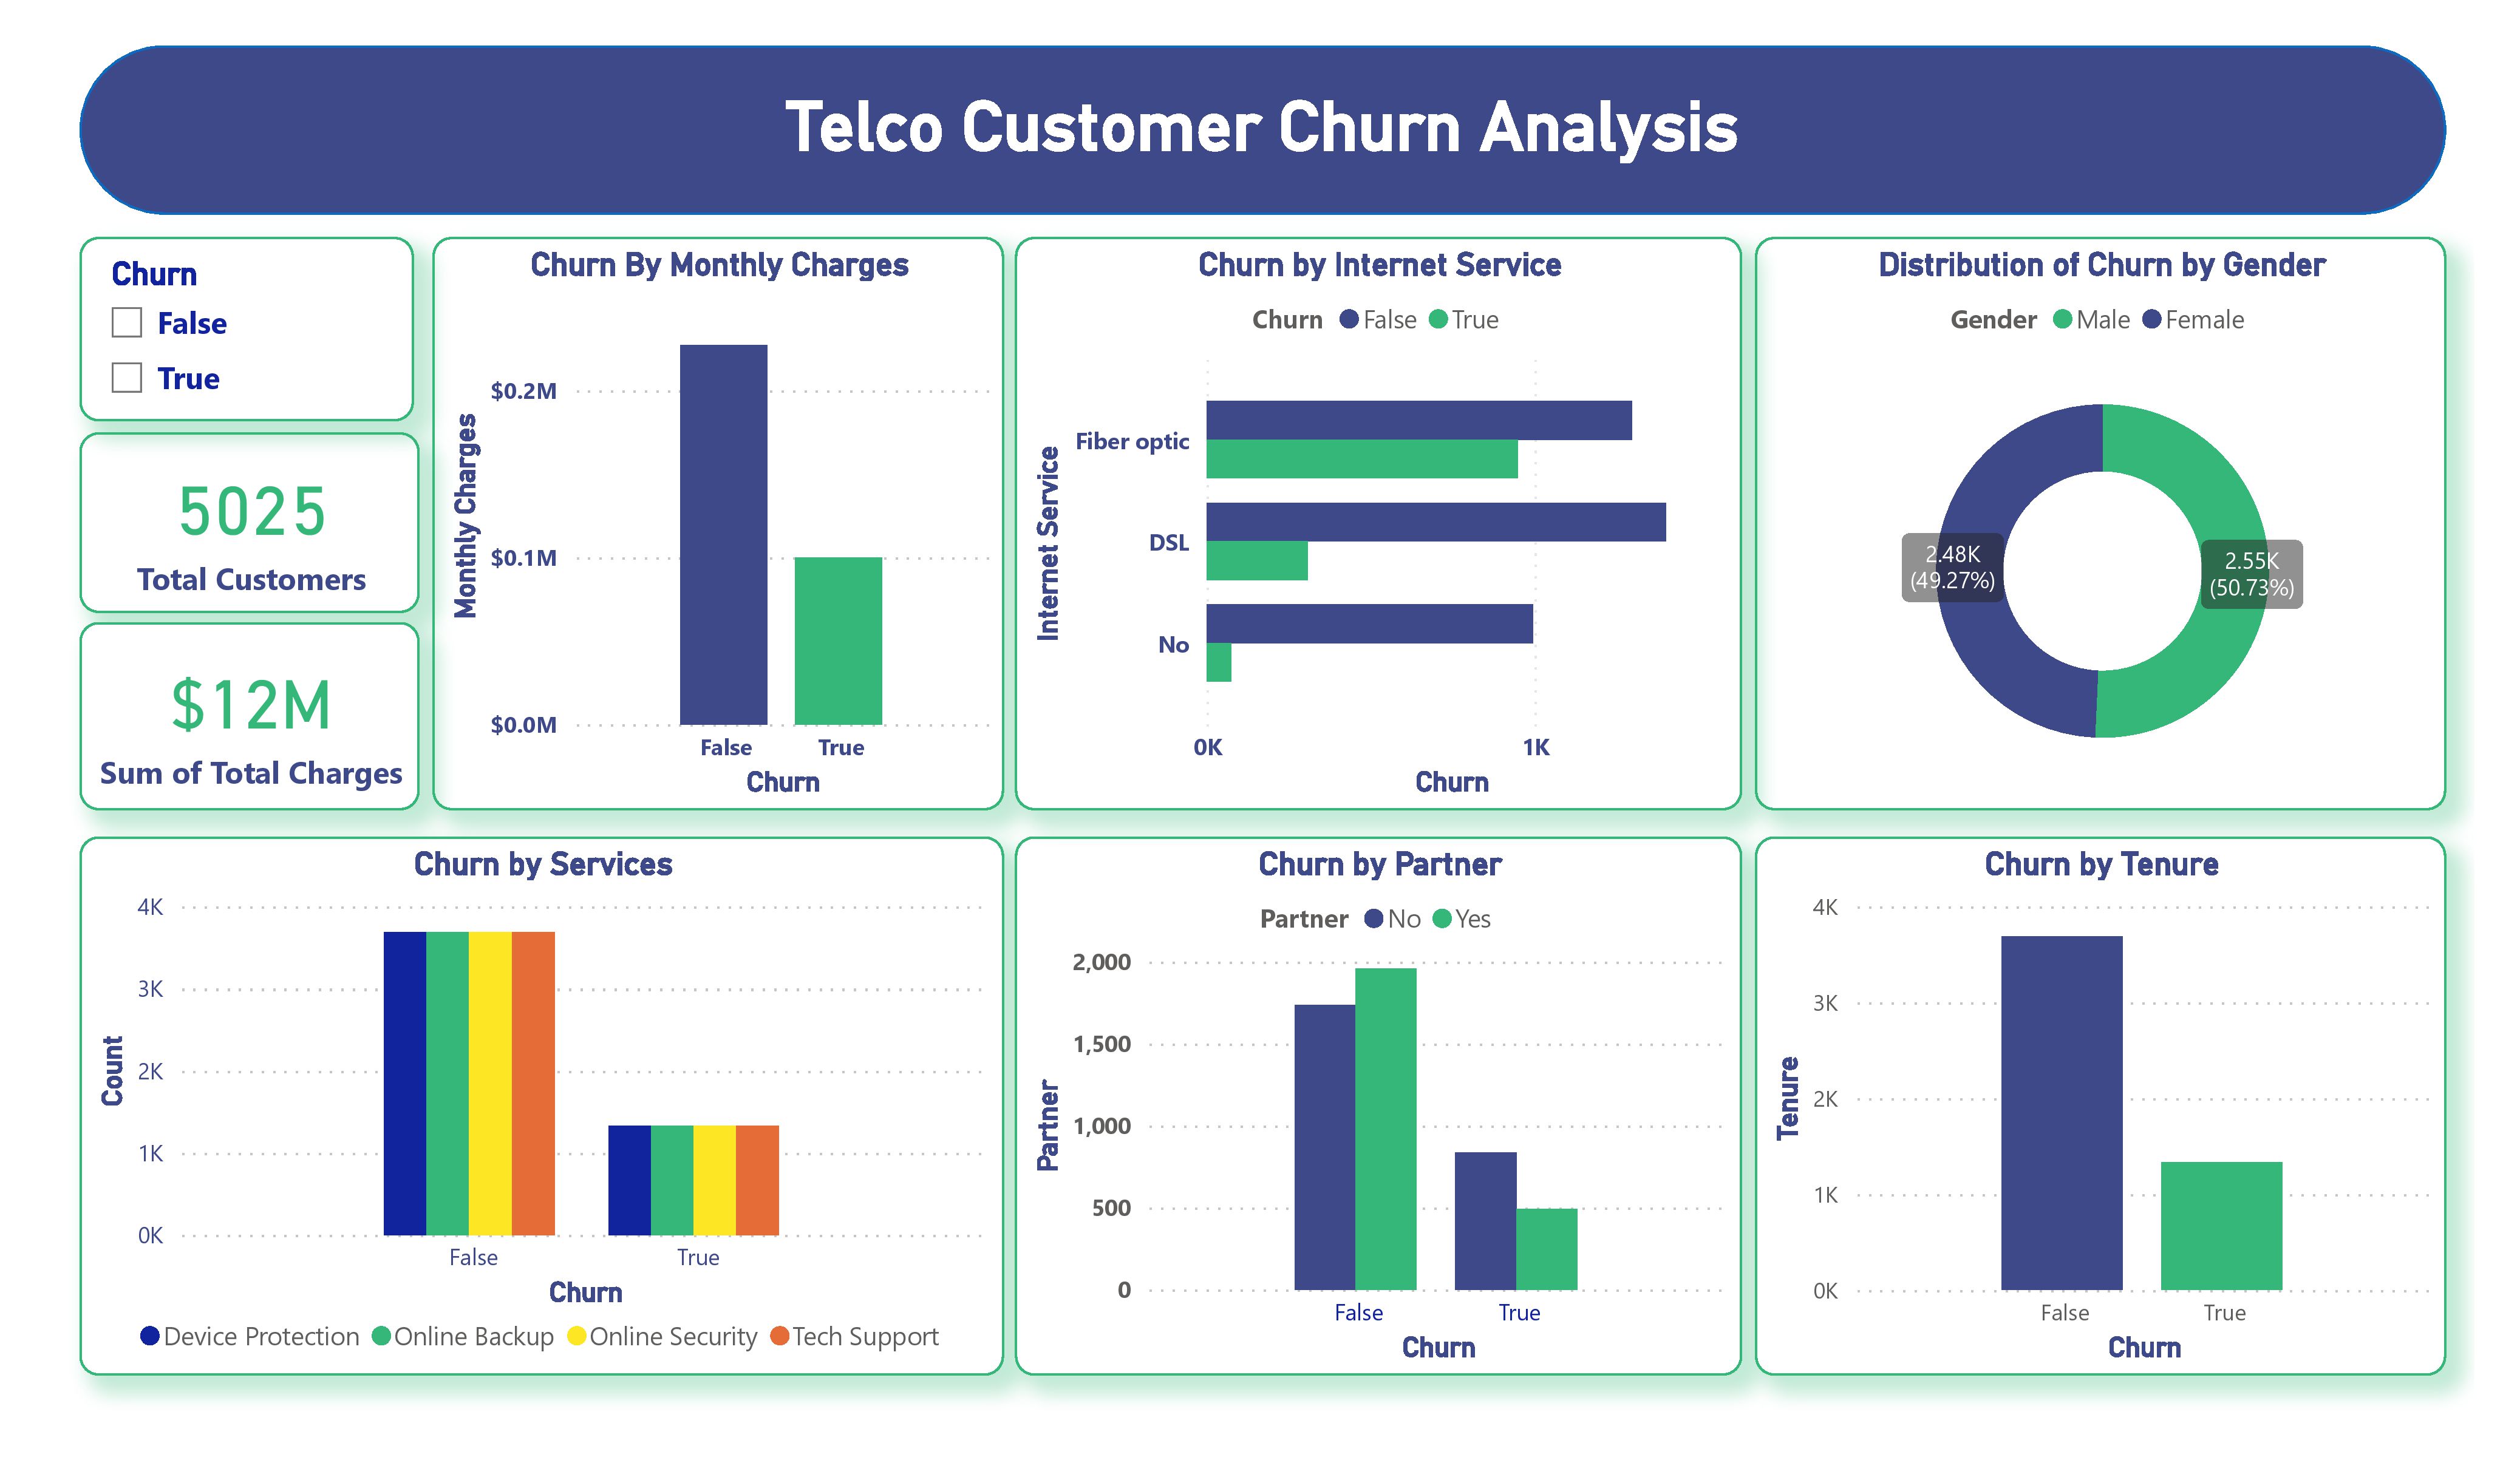 Telco Customer Churn Analysis
Churn
False
True
5025
Total Customers
$12M
Sum of Total Charges
Churn By Monthly Charges
Monthly Charges
$0.2M
$0.1M
$0.0M
False True
Churn
Churn by Internet Service
Churn False True
Internet Service
Fiber optic
DSL
No
0K 1K
Churn
Distribution of Churn by Gender
Gender Male Female
2.48K
(49.27%)
2.55K
(50.73%)
Churn by Services
Count
4K
3K
2K
1K
0K
False True
Churn
Device Protection Online Backup Online Security Tech Support
Churn by Partner
Partner No Yes
Partner
2,000
1,500
1,000
500
0
False True
Churn
Churn by Tenure
Tenure
4K
3K
2K
1K
0K
False True
Churn